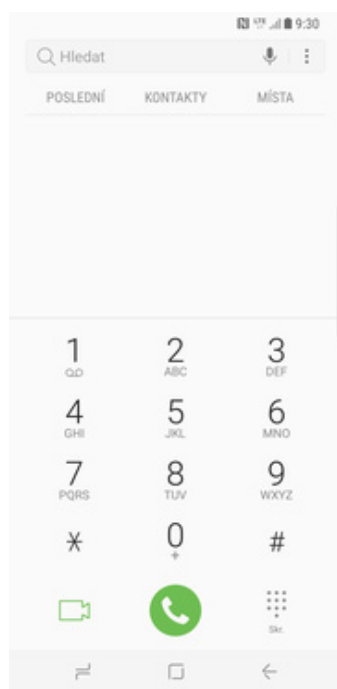 LTE 9:30
Hledat
POSLEDNÍ KONTAKTY MÍSTA
1 2 3
ABC DEF
4 5 6
GHI JKL MNO
7 8 9
PQRS TUV WXYZ
* 0 #
+
Skr.